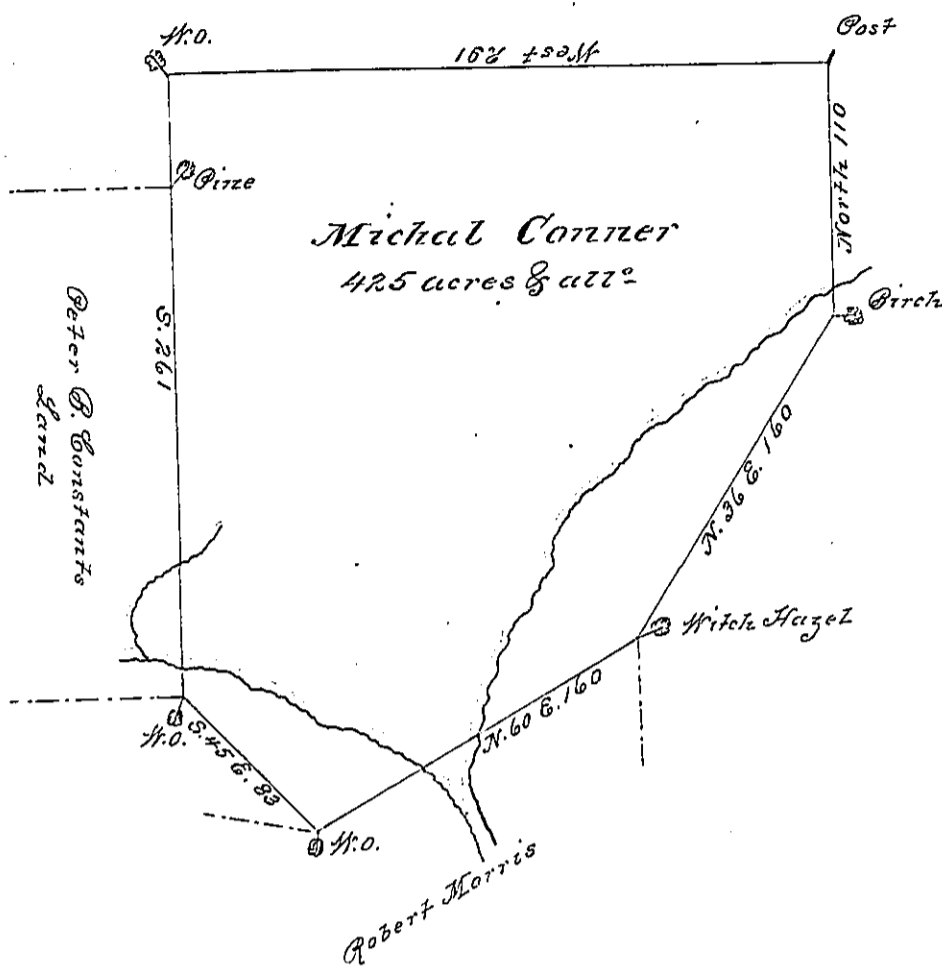 W.O.
West 291
Post
Pine
North 110
Michal Conner
425 acres & allᵉ
Birch
S. 261
Peter B. Constants
Land
N. 36 E. 160
Witch Hazel
N. 60 E. 160
W.O.
S. 45 E. 83
W.O.
Robert Morris